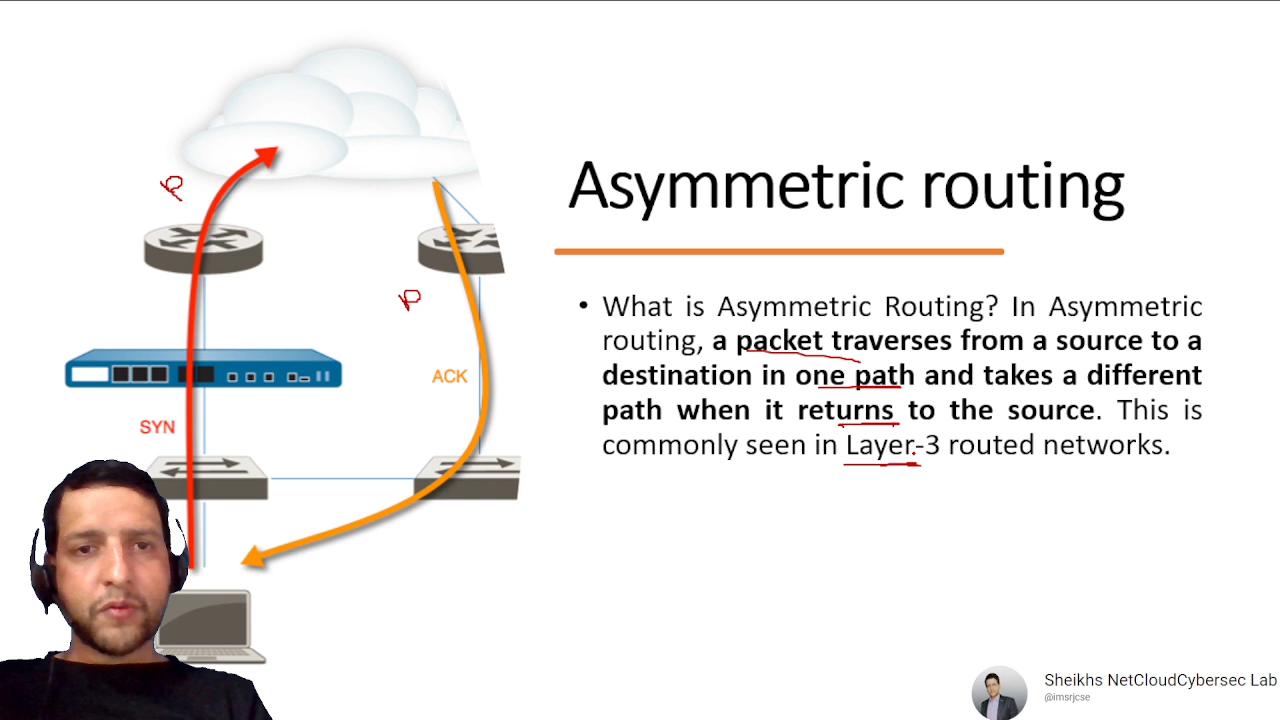 Asymmetric routing
• What is Asymmetric Routing? In Asymmetric
routing, a packet traverses from a source to a
destination in one path and takes a different
path when it returns to the source. This is
commonly seen in Layer-3 routed networks.
ACK
SYN
Sheikhs NetCloudCybersec Lab
@imsrjcse